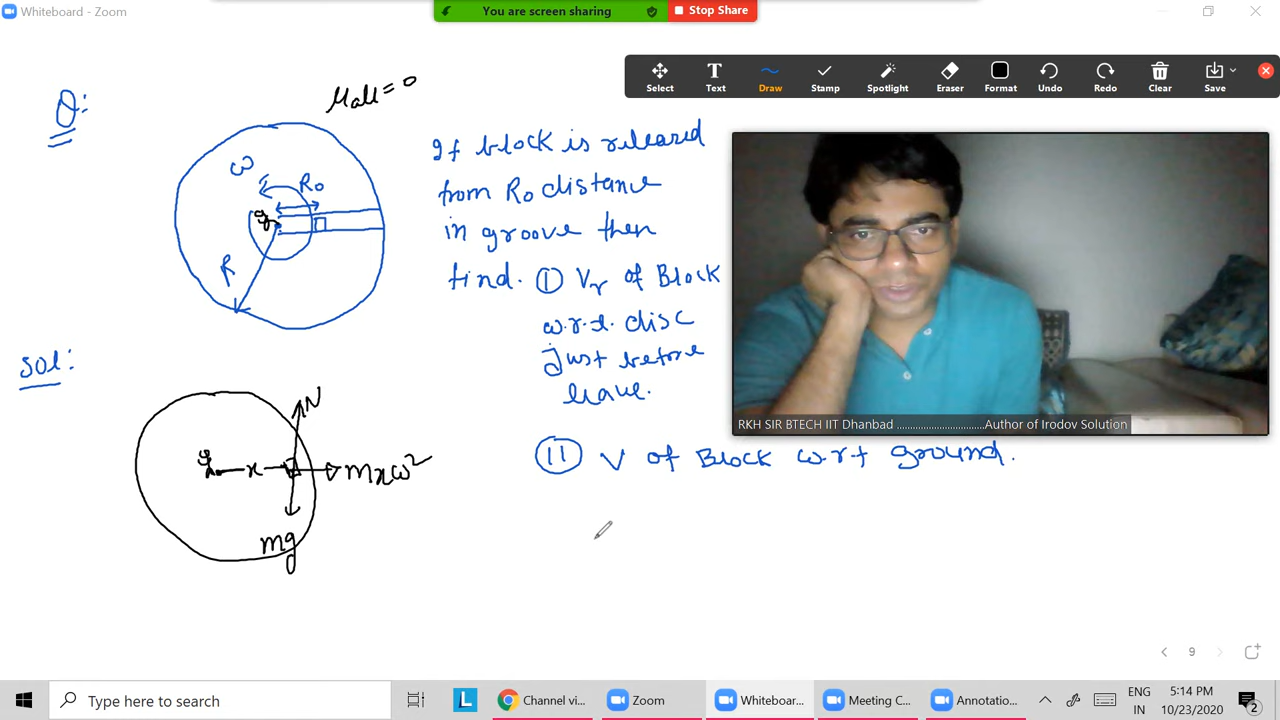 Whiteboard - Zoom
You are screen sharing
Stop Share
Select
Text
Draw
Stamp
Spotlight
Eraser
Format
Undo
Redo
Clear
Save
Q:
μall = 0
ω
R0
R
If block is released
from R0 distance
in groove then
find. (I) Vr of Block
w.r.t. disc
just before
leave.
(II) V of Block w.r.t ground.
Sol:
N
x
mxω²
mg
RKH SIR BTECH IIT Dhanbad ..................................Author of Irodov Solution
9
Type here to search
L
Channel vi...
Zoom
Whiteboar...
Meeting C...
Annotatio...
ENG
IN
5:14 PM
10/23/2020
2